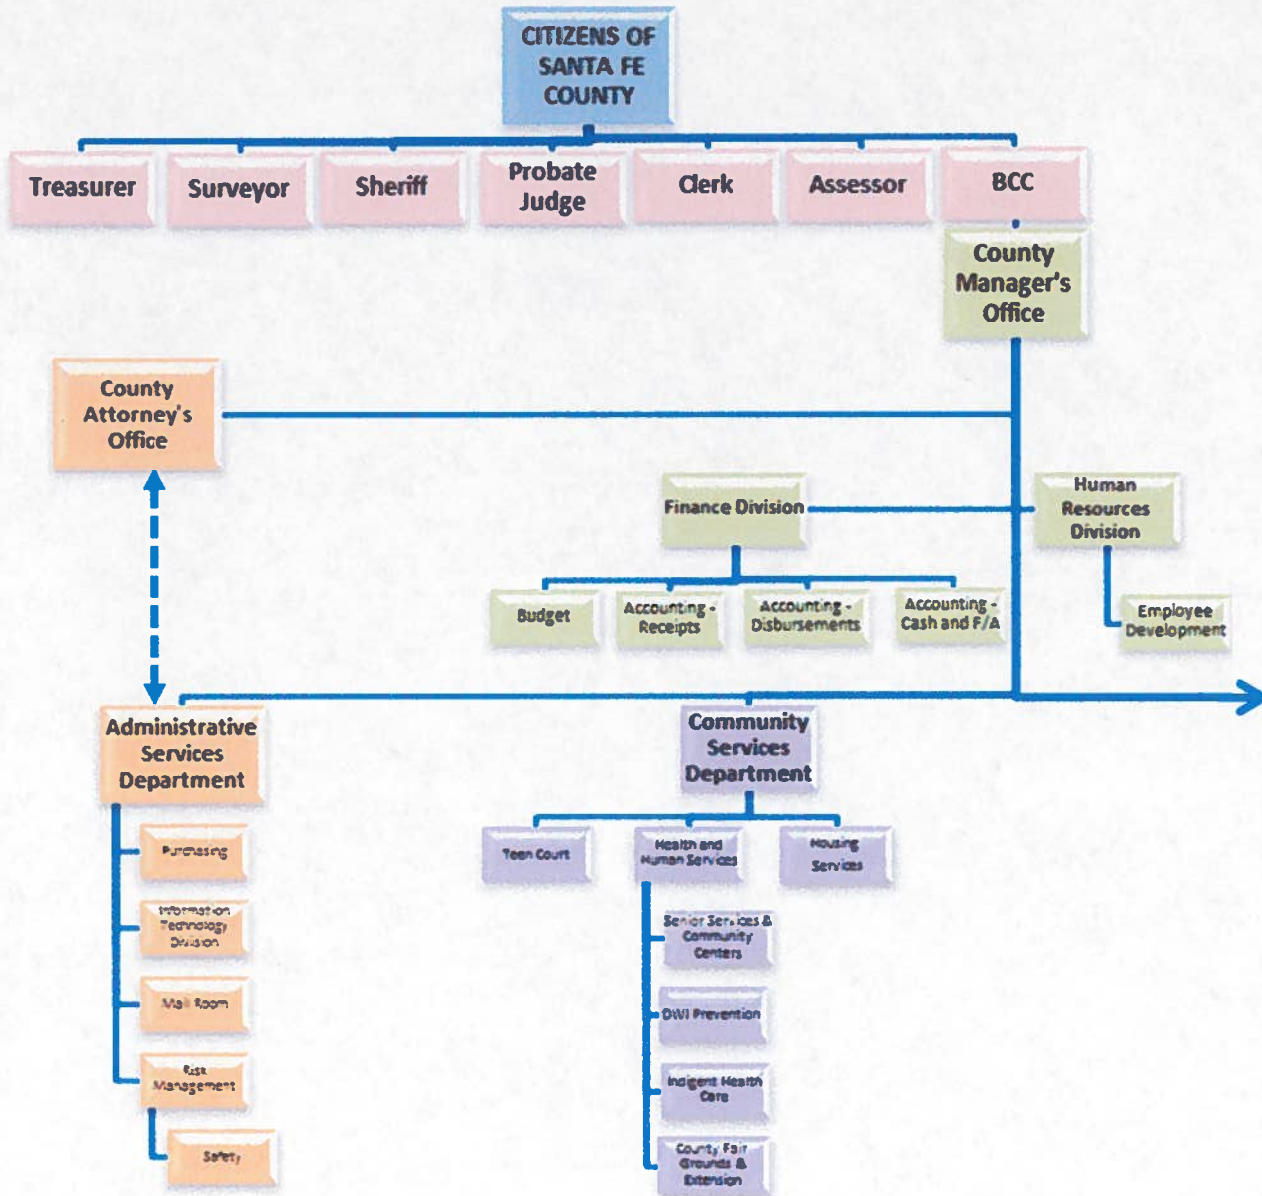 CITIZENS OF
SANTA FE
COUNTY
Treasurer
Surveyor
Sheriff
Probate
Judge
Clerk
Assessor
BCC
County
Manager's
Office
County
Attorney's
Office
Finance Division
Human
Resources
Division
Budget
Accounting -
Receipts
Accounting -
Disbursements
Accounting -
Cash and F/A
Employee
Development
Administrative
Services
Department
Community
Services
Department
Purchasing
Information
Technology
Division
Mail Room
Risk
Management
Safety
Teen Court
Health and
Human Services
Housing
Services
Senior Services &
Community
Centers
DWI Prevention
Indigent Health
Care
County Fair
Grounds &
Extension